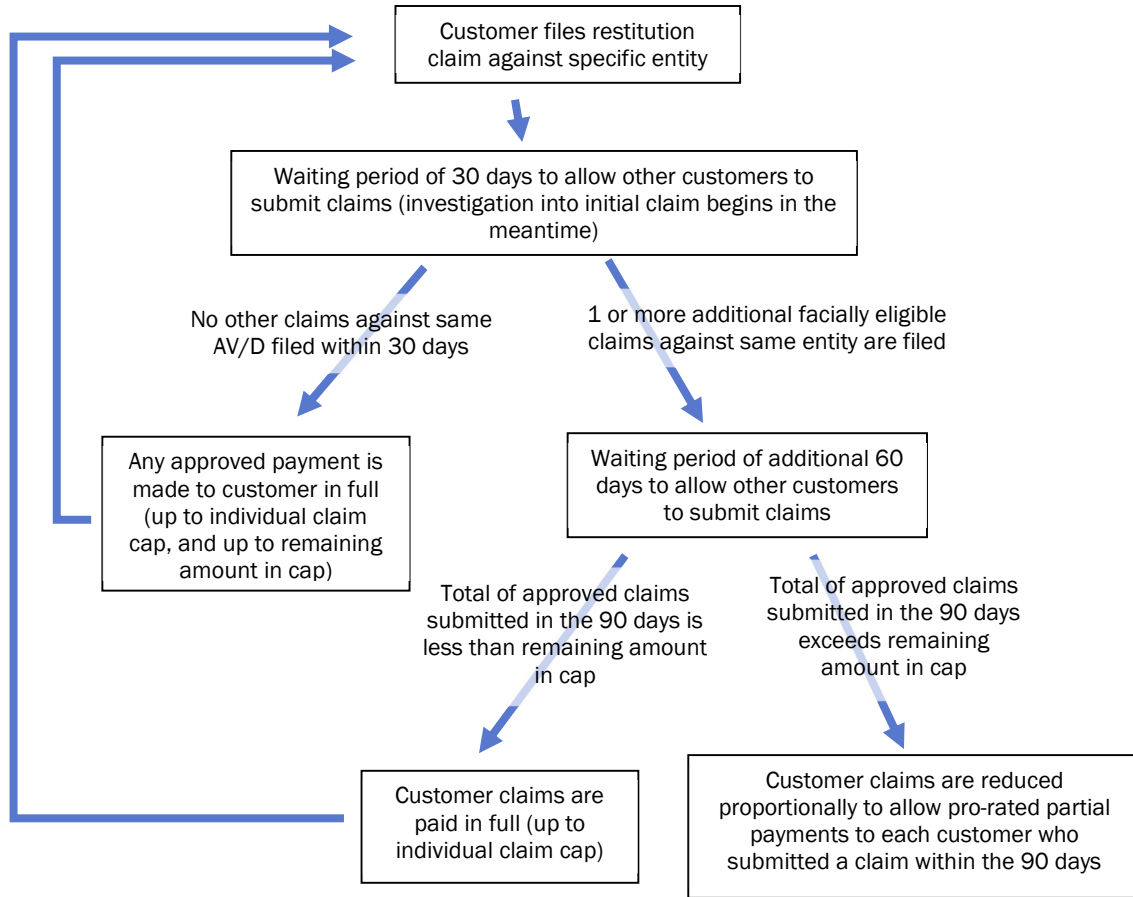 Customer files restitution
claim against specific entity
Waiting period of 30 days to allow other customers to
submit claims (investigation into initial claim begins in the
meantime)
No other claims against same
AV/D filed within 30 days
1 or more additional facially eligible
claims against same entity are filed
Any approved payment is
made to customer in full
(up to individual claim
cap, and up to remaining
amount in cap)
Waiting period of additional 60
days to allow other customers
to submit claims
Total of approved claims
submitted in the 90 days is
less than remaining amount
in cap
Total of approved claims
submitted in the 90 days
exceeds remaining
amount in cap
Customer claims are
paid in full (up to
individual claim cap)
Customer claims are reduced
proportionally to allow pro-rated partial
payments to each customer who
submitted a claim within the 90 days